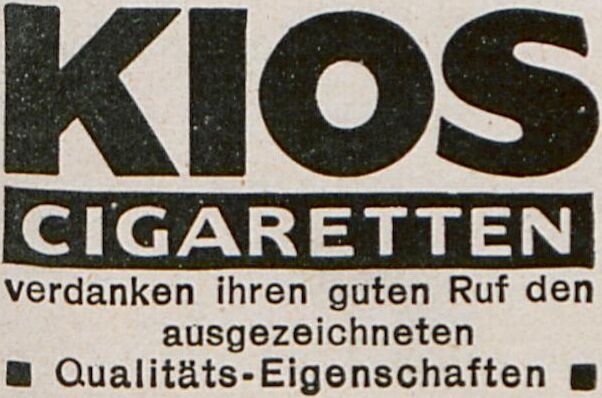 KIOS
CIGARETTEN
verdanken ihren guten Ruf den
ausgezeichneten
Qualitäts-Eigenschaften